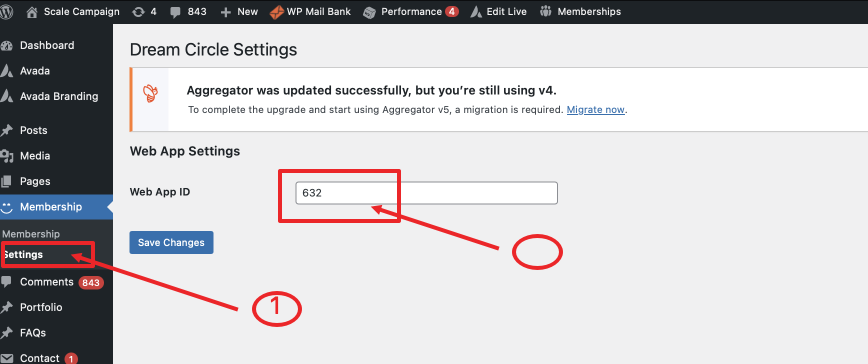 Scale Campaign 4 843 + New WP Mail Bank Performance 4 Edit Live Memberships
Dashboard
Avada
Avada Branding
Posts
Media
Pages
Membership
Membership
Settings
Comments 843
Portfolio
FAQs
Contact 1
Dream Circle Settings
Aggregator was updated successfully, but you're still using v4.
To complete the upgrade and start using Aggregator v5, a migration is required. Migrate now.
Web App Settings
Web App ID 632
Save Changes
1